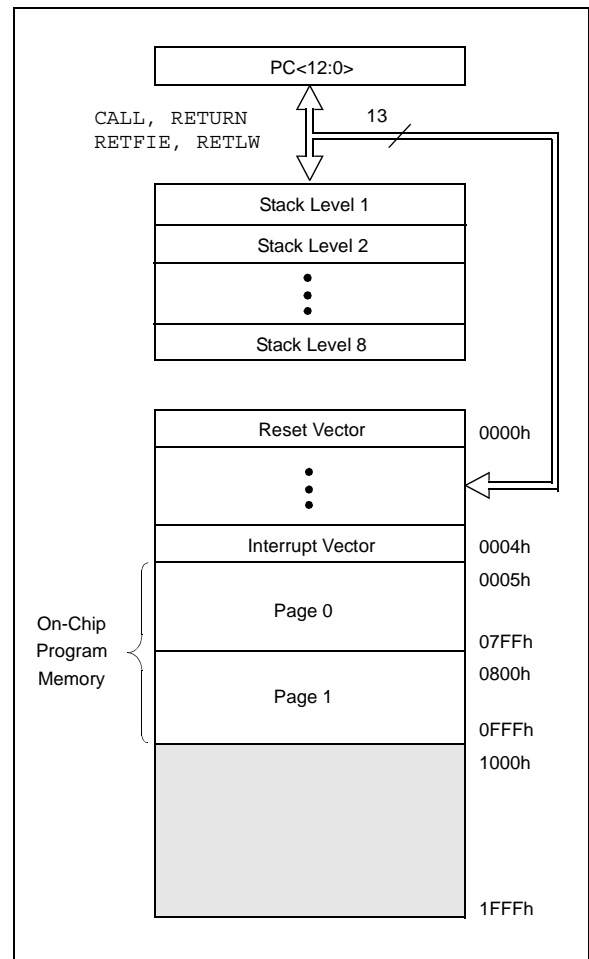 PC<12:0>
CALL, RETURN
13
RETFIE, RETLW
Stack Level 1
Stack Level 2
Stack Level 8
Reset Vector
0000h
Interrupt Vector
0004h
0005h
Page 0
07FFh
On-Chip
Program
Memory
0800h
Page 1
0FFFh
1000h
1FFFh